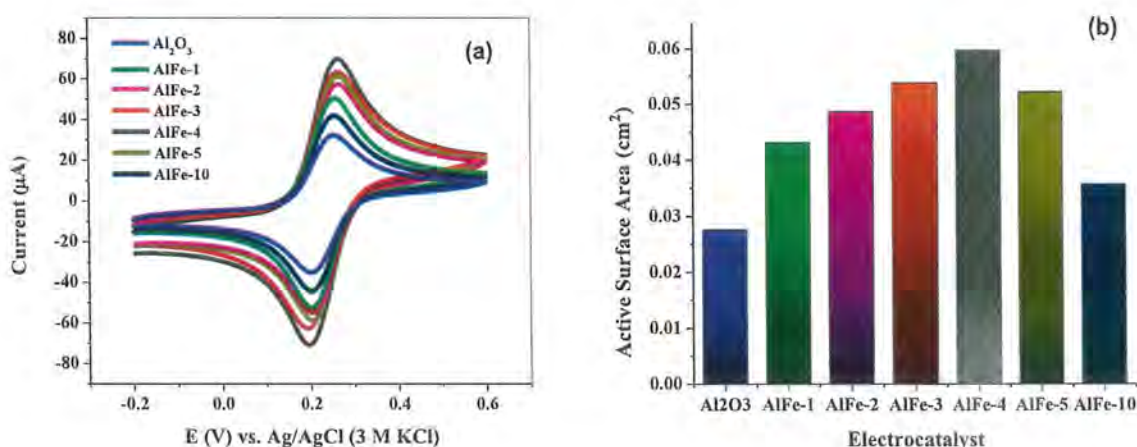 (a)
Al₂O₃
AlFe-1
AlFe-2
AlFe-3
AlFe-4
AlFe-5
AlFe-10
80
60
40
20
0
-20
-40
-60
-80
Current (µA)
-0.2 0.0 0.2 0.4 0.6
E (V) vs. Ag/AgCl (3 M KCl)
(b)
0.06
0.05
0.04
0.03
0.02
0.01
0.00
Active Surface Area (cm²)
Al2O3 AlFe-1 AlFe-2 AlFe-3 AlFe-4 AlFe-5 AlFe-10
Electrocatalyst